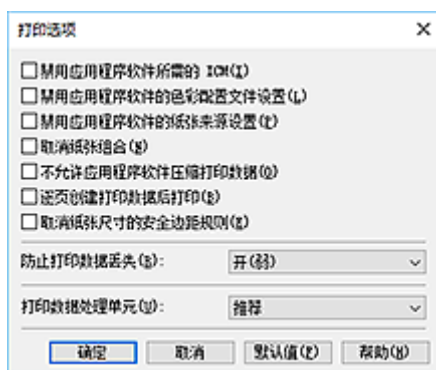 打印选项
禁用应用程序软件所需的 ICM(I)
禁用应用程序软件的色彩配置文件设置(L)
禁用应用程序软件的纸张来源设置(T)
取消纸张组合(N)
不允许应用程序软件压缩打印数据(O)
逐页创建打印数据后打印(R)
取消纸张尺寸的安全边距规则(Z)
防止打印数据丢失(S): 开(弱)
打印数据处理单元(U): 推荐
确定 取消 默认值(F) 帮助(H)